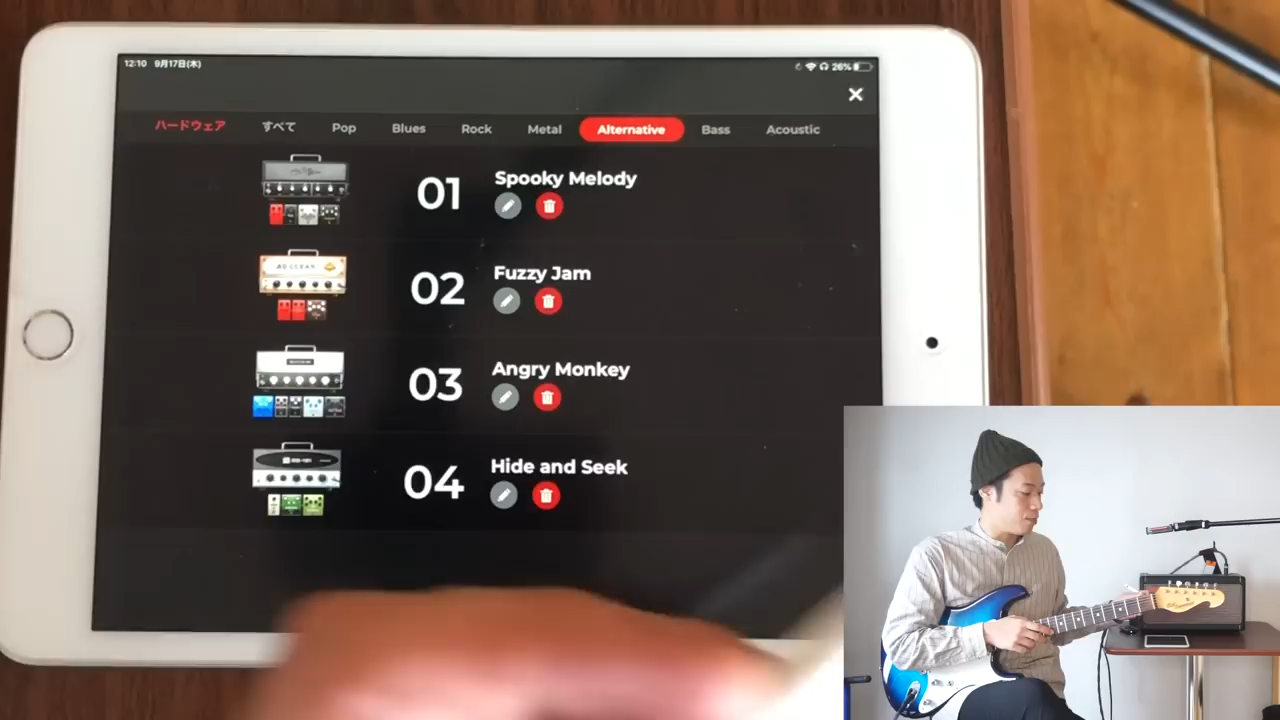 12:10 9月17日(木)
26%
×
ハードウェア すべて Pop Blues Rock Metal Alternative Bass Acoustic
01 Spooky Melody
02 Fuzzy Jam
03 Angry Monkey
04 Hide and Seek